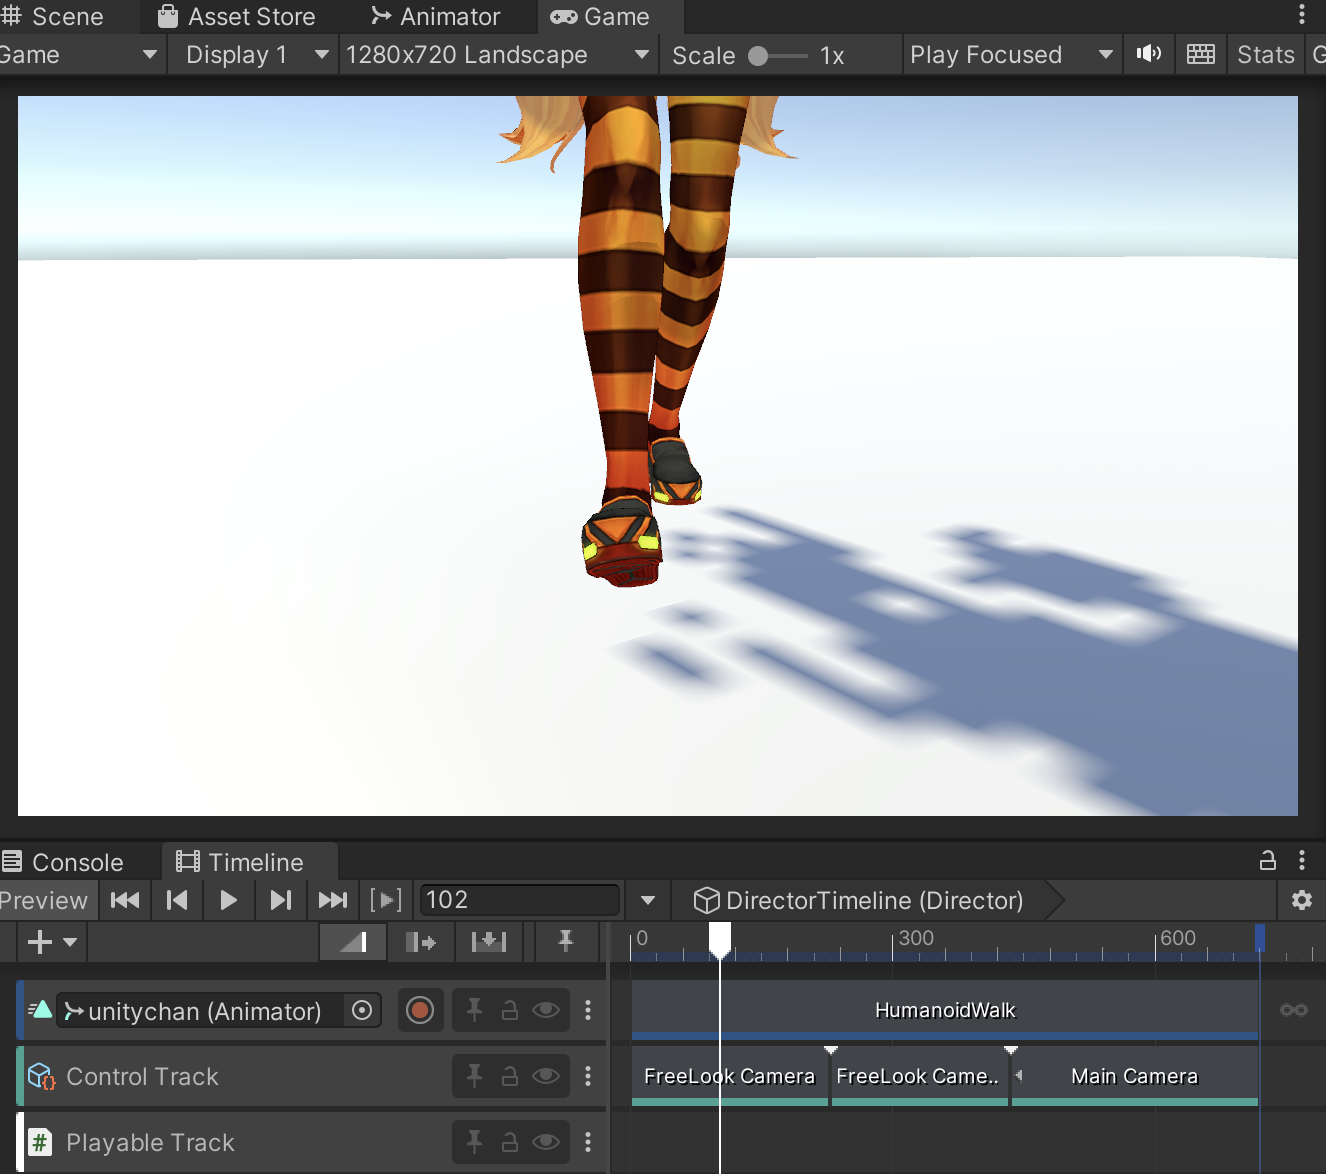 Scene Asset Store Animator Game
Game Display 1 1280x720 Landscape Scale 1x Play Focused Stats G
Console Timeline
Preview 102 DirectorTimeline (Director)
0 300 600
unitychan (Animator) HumanoidWalk
Control Track FreeLook Camera FreeLook Came.. Main Camera
# Playable Track